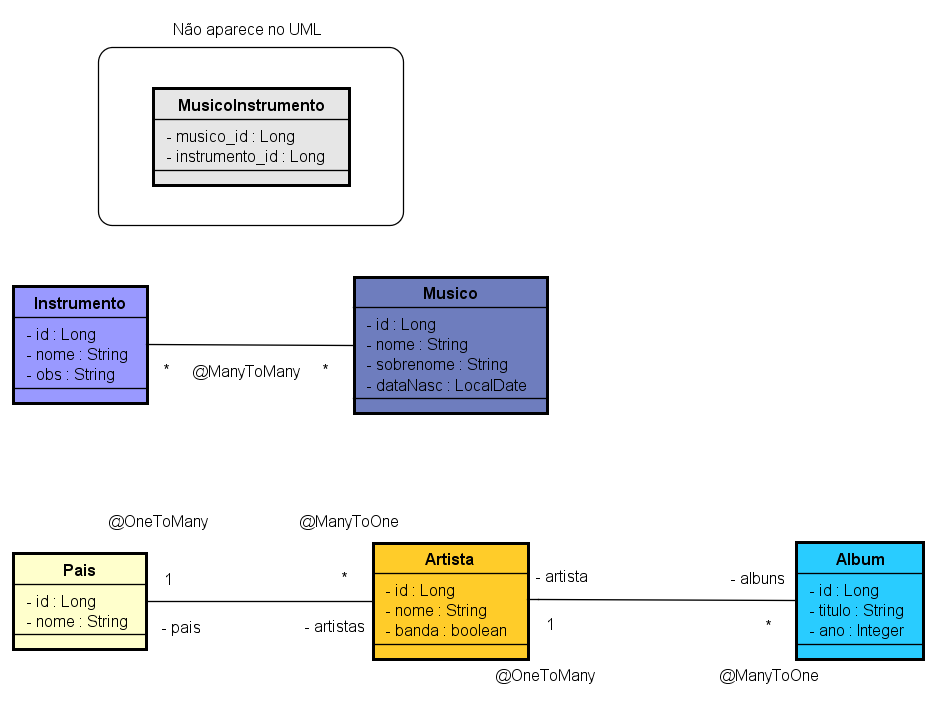 Não aparece no UML
MusicoInstrumento
- musico_id : Long
- instrumento_id : Long
Instrumento
- id : Long
- nome : String
- obs : String
* @ManyToMany *
Musico
- id : Long
- nome : String
- sobrenome : String
- dataNasc : LocalDate
@OneToMany @ManyToOne
Pais
- id : Long
- nome : String
1 *
- pais - artistas
Artista
- id : Long
- nome : String
- banda : boolean
- artista - albuns
1 *
Album
- id : Long
- titulo : String
- ano : Integer
@OneToMany @ManyToOne